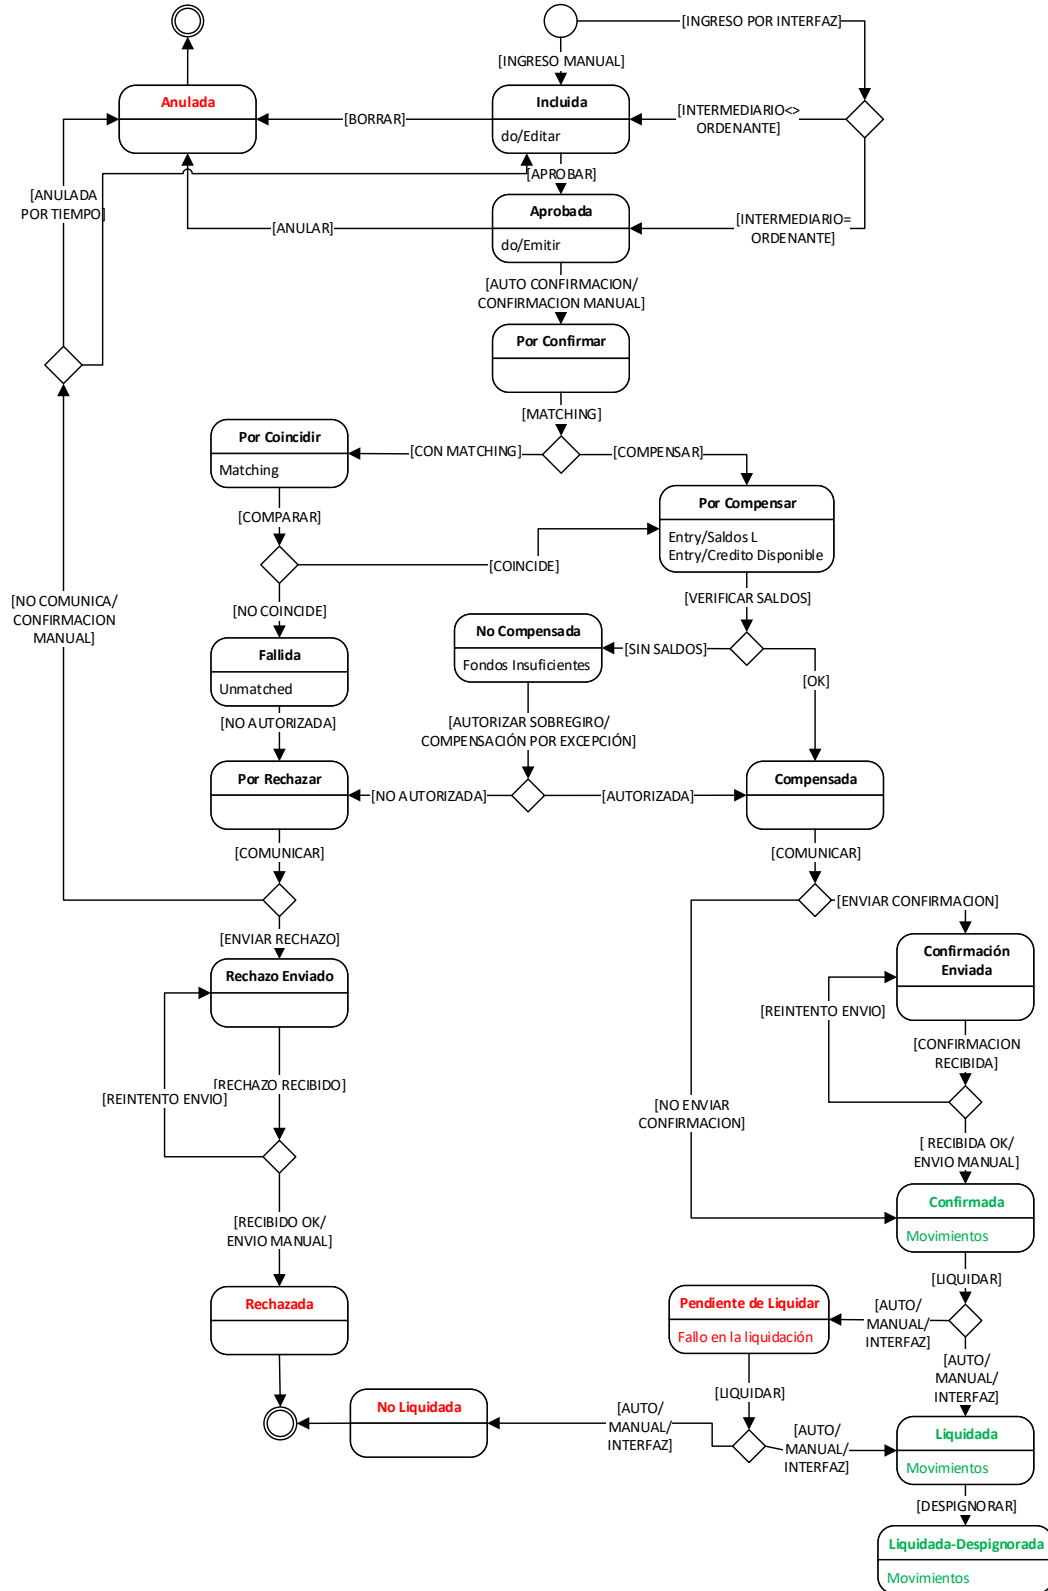 [INGRESO POR INTERFAZ]
[INGRESO MANUAL]
Anulada
Incluida
do/Editar
[BORRAR]
[INTERMEDIARIO<>
ORDENANTE]
[APROBAR]
[ANULADA
POR TIEMPO]
Aprobada
do/Emitir
[ANULAR]
[INTERMEDIARIO=
ORDENANTE]
[AUTO CONFIRMACION/
CONFIRMACION MANUAL]
Por Confirmar
[MATCHING]
Por Coincidir
Matching
[CON MATCHING]
[COMPENSAR]
Por Compensar
Entry/Saldos L
Entry/Credito Disponible
[COMPARAR]
[COINCIDE]
[NO COMUNICA/
CONFIRMACION
MANUAL]
[NO COINCIDE]
[VERIFICAR SALDOS]
No Compensada
Fondos Insuficientes
[SIN SALDOS]
[OK]
Fallida
Unmatched
[NO AUTORIZADA]
[AUTORIZAR SOBREGIRO/
COMPENSACIÓN POR EXCEPCIÓN]
Por Rechazar
[NO AUTORIZADA]
[AUTORIZADA]
Compensada
[COMUNICAR]
[COMUNICAR]
[ENVIAR CONFIRMACION]
[ENVIAR RECHAZO]
Rechazo Enviado
Confirmación
Enviada
[REINTENTO ENVIO]
[CONFIRMACION
RECIBIDA]
[RECHAZO RECIBIDO]
[REINTENTO ENVIO]
[NO ENVIAR
CONFIRMACION]
[ RECIBIDA OK/
ENVIO MANUAL]
[RECIBIDO OK/
ENVIO MANUAL]
Confirmada
Movimientos
[LIQUIDAR]
Rechazada
Pendiente de Liquidar
Fallo en la liquidación
[AUTO/
MANUAL/
INTERFAZ]
[AUTO/
MANUAL/
INTERFAZ]
[LIQUIDAR]
No Liquidada
[AUTO/
MANUAL/
INTERFAZ]
[AUTO/
MANUAL/
INTERFAZ]
Liquidada
Movimientos
[DESPIGNORAR]
Liquidada-Despignorada
Movimientos